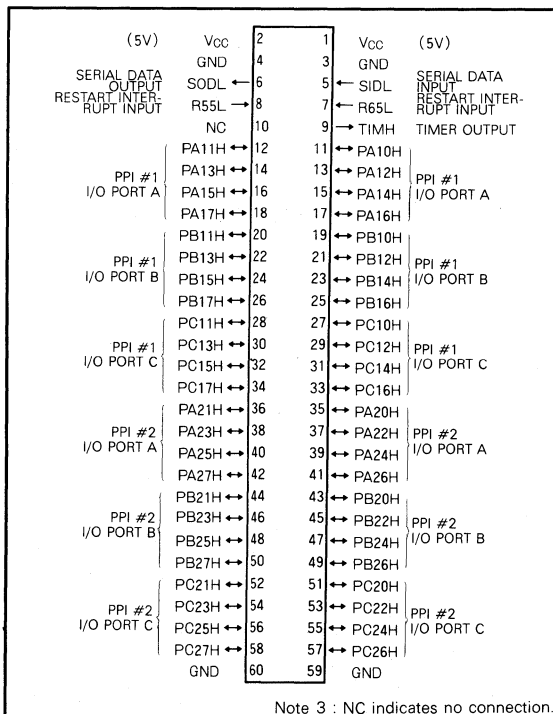 (5V) VCC 2 1 VCC (5V)
GND 4 3 GND
SERIAL DATA OUTPUT SODL ← 6 5 ← SIDL SERIAL DATA INPUT
RESTART INTER-RUPT INPUT R55L → 8 7 ← R65L RESTART INTER-RUPT INPUT
NC 10 9 → TIMH TIMER OUTPUT
PA11H ↔ 12 11 ↔ PA10H
PA13H ↔ 14 13 ↔ PA12H
PPI #1 I/O PORT A PA15H ↔ 16 15 ↔ PA14H PPI #1 I/O PORT A
PA17H ↔ 18 17 ↔ PA16H
PB11H ↔ 20 19 ↔ PB10H
PB13H ↔ 22 21 ↔ PB12H
PPI #1 I/O PORT B PB15H ↔ 24 23 ↔ PB14H PPI #1 I/O PORT B
PB17H ↔ 26 25 ↔ PB16H
PC11H ↔ 28 27 ↔ PC10H
PC13H ↔ 30 29 ↔ PC12H
PPI #1 I/O PORT C PC15H ↔ 32 31 ↔ PC14H PPI #1 I/O PORT C
PC17H ↔ 34 33 ↔ PC16H
PA21H ↔ 36 35 ↔ PA20H
PA23H ↔ 38 37 ↔ PA22H
PPI #2 I/O PORT A PA25H ↔ 40 39 ↔ PA24H PPI #2 I/O PORT A
PA27H ↔ 42 41 ↔ PA26H
PB21H ↔ 44 43 ↔ PB20H
PB23H ↔ 46 45 ↔ PB22H
PPI #2 I/O PORT B PB25H ↔ 48 47 ↔ PB24H PPI #2 I/O PORT B
PB27H ↔ 50 49 ↔ PB26H
PC21H ↔ 52 51 ↔ PC20H
PC23H ↔ 54 53 ↔ PC22H
PPI #2 I/O PORT C PC25H ↔ 56 55 ↔ PC24H PPI #2 I/O PORT C
PC27H ↔ 58 57 ↔ PC26H
GND 60 59 GND
Note 3 : NC indicates no connection.